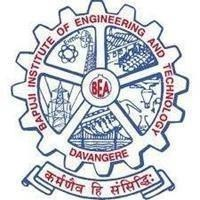 BAPUJI INSTITUTE OF ENGINEERING AND TECHNOLOGY
BEA
DAVANGERE
कर्मणैव हि संसिद्धिः